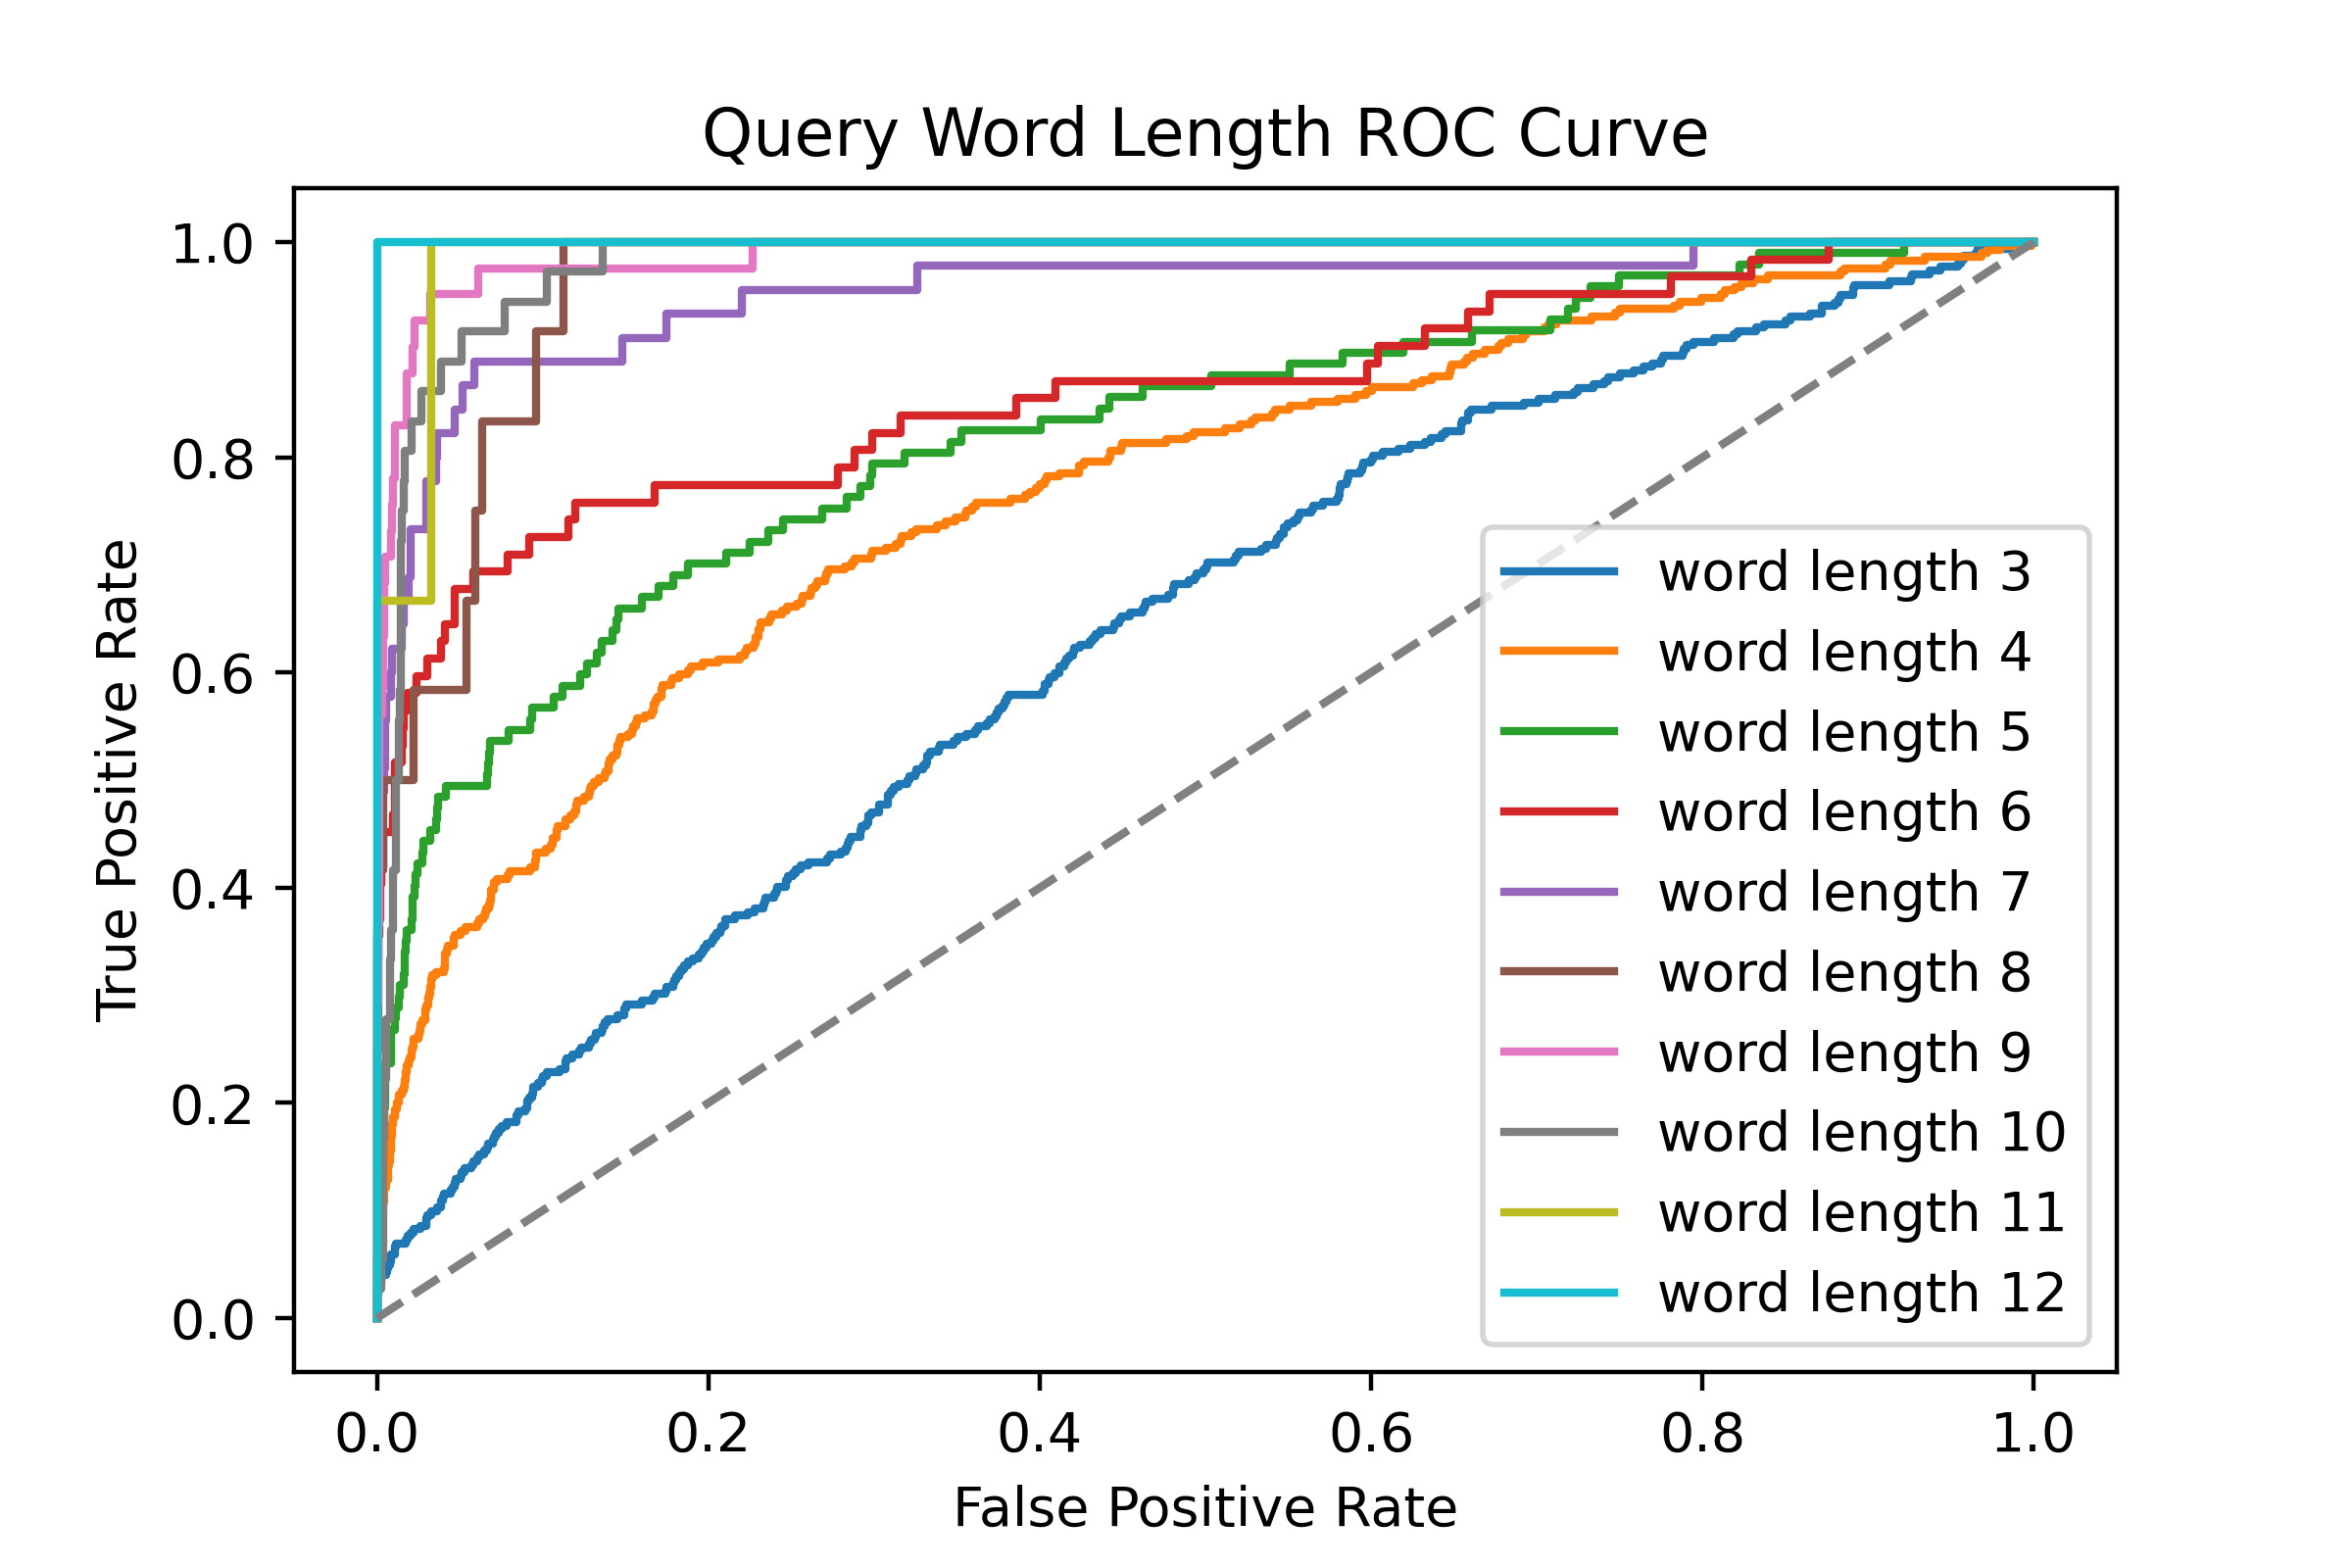 Query Word Length ROC Curve
True Positive Rate
1.0
0.8
0.6
0.4
0.2
0.0
word length 3
word length 4
word length 5
word length 6
word length 7
word length 8
word length 9
word length 10
word length 11
word length 12
0.0 0.2 0.4 0.6 0.8 1.0
False Positive Rate